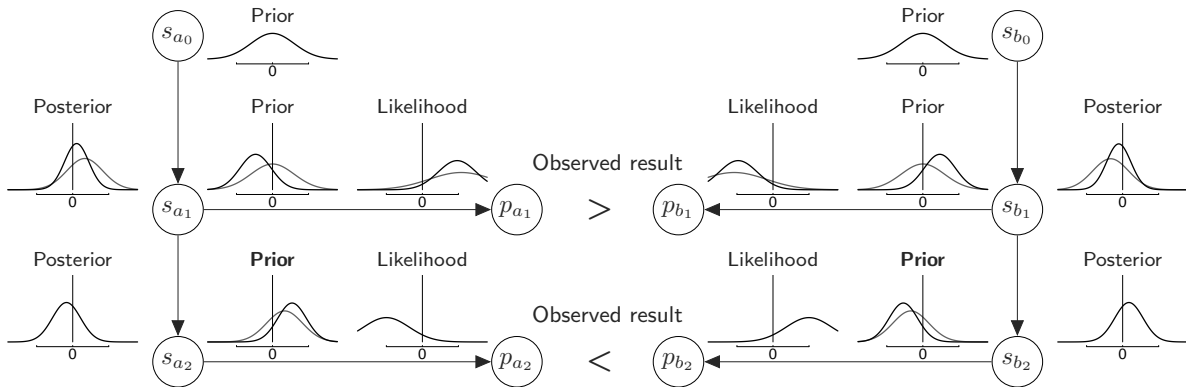 s_{a_0} Prior 0 Prior 0 s_{b_0}
Posterior Prior Likelihood Likelihood Prior Posterior
Observed result
0 0 0 0 0 0
s_{a_1} p_{a_1} > p_{b_1} s_{b_1}
Posterior Prior Likelihood Likelihood Prior Posterior
Observed result
0 0 0 0 0 0
s_{a_2} p_{a_2} < p_{b_2} s_{b_2}